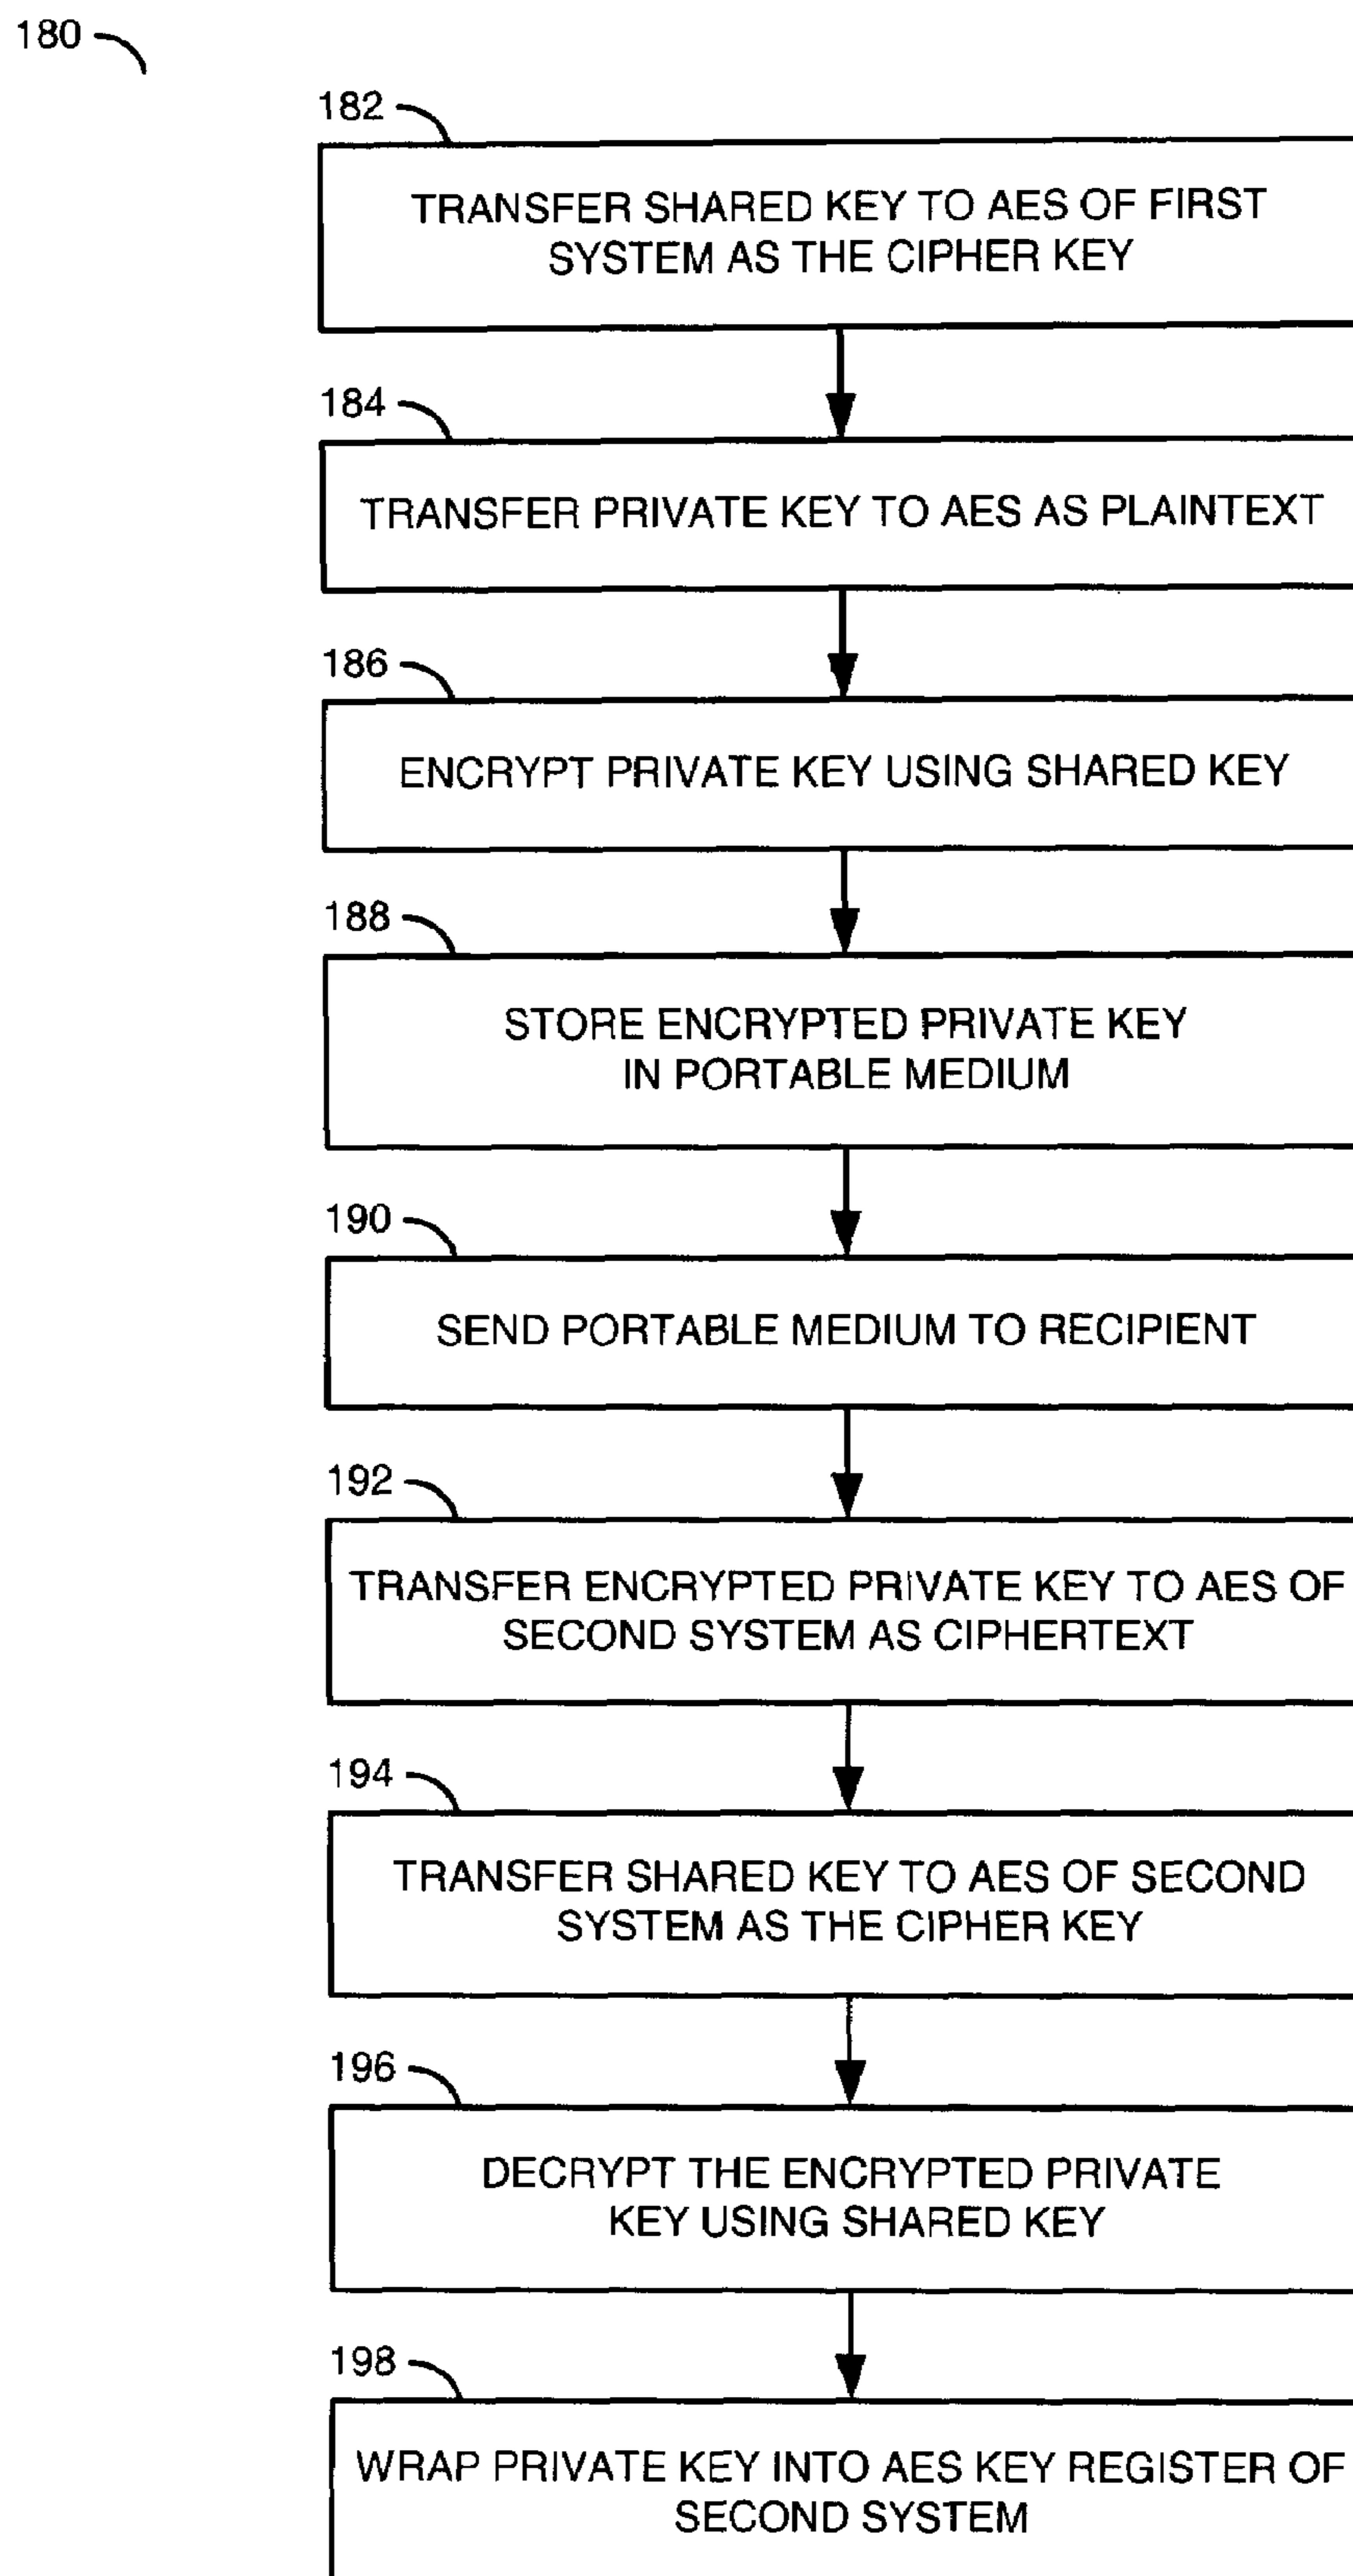 180
182
TRANSFER SHARED KEY TO AES OF FIRST
SYSTEM AS THE CIPHER KEY
184
TRANSFER PRIVATE KEY TO AES AS PLAINTEXT
186
ENCRYPT PRIVATE KEY USING SHARED KEY
188
STORE ENCRYPTED PRIVATE KEY
IN PORTABLE MEDIUM
190
SEND PORTABLE MEDIUM TO RECIPIENT
192
TRANSFER ENCRYPTED PRIVATE KEY TO AES OF
SECOND SYSTEM AS CIPHERTEXT
194
TRANSFER SHARED KEY TO AES OF SECOND
SYSTEM AS THE CIPHER KEY
196
DECRYPT THE ENCRYPTED PRIVATE
KEY USING SHARED KEY
198
WRAP PRIVATE KEY INTO AES KEY REGISTER OF
SECOND SYSTEM